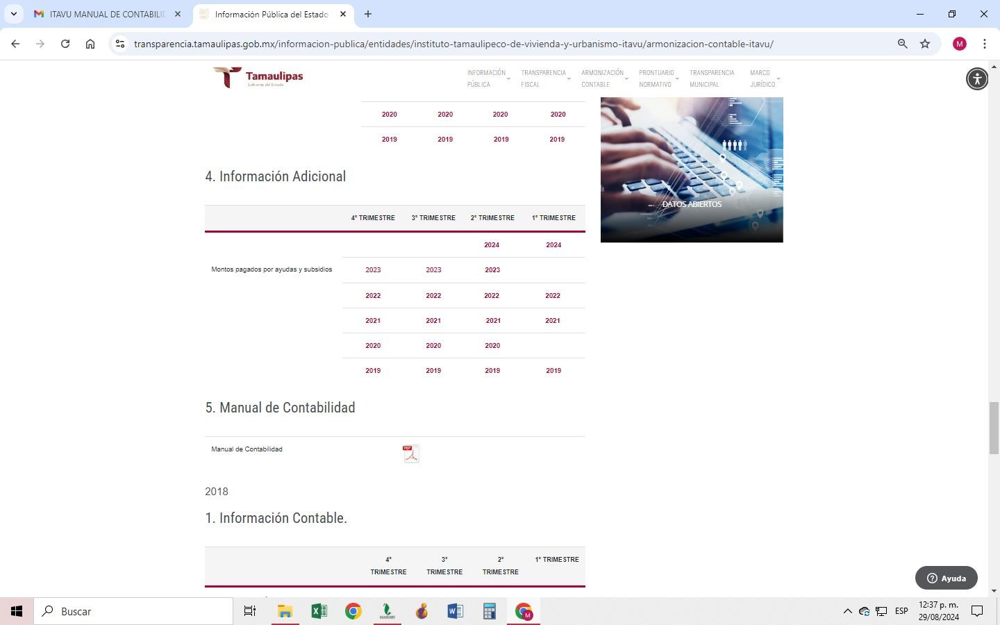 ITAVU MANUAL DE CONTABILID
Información Pública del Estado
transparencia.tamaulipas.gob.mx/informacion-publica/entidades/instituto-tamaulipeco-de-vivienda-y-urbanismo-itavu/armonizacion-contable-itavu/
M
Tamaulipas
Gobierno del Estado
INFORMACIÓN PÚBLICA
TRANSPARENCIA FISCAL
ARMONIZACIÓN CONTABLE
PRONTUARIO NORMATIVO
TRANSPARENCIA MUNICIPAL
MARCO JURÍDICO
2020 2020 2020 2020
2019 2019 2019 2019
DATOS ABIERTOS
4. Información Adicional
4° TRIMESTRE 3° TRIMESTRE 2° TRIMESTRE 1° TRIMESTRE
2024 2024
Montos pagados por ayudas y subsidios 2023 2023 2023
2022 2022 2022 2022
2021 2021 2021 2021
2020 2020 2020
2019 2019 2019 2019
5. Manual de Contabilidad
Manual de Contabilidad PDF
2018
1. Información Contable.
4° TRIMESTRE 3° TRIMESTRE 2° TRIMESTRE 1° TRIMESTRE
Ayuda
Buscar
ESP
12:37 p. m.
29/08/2024